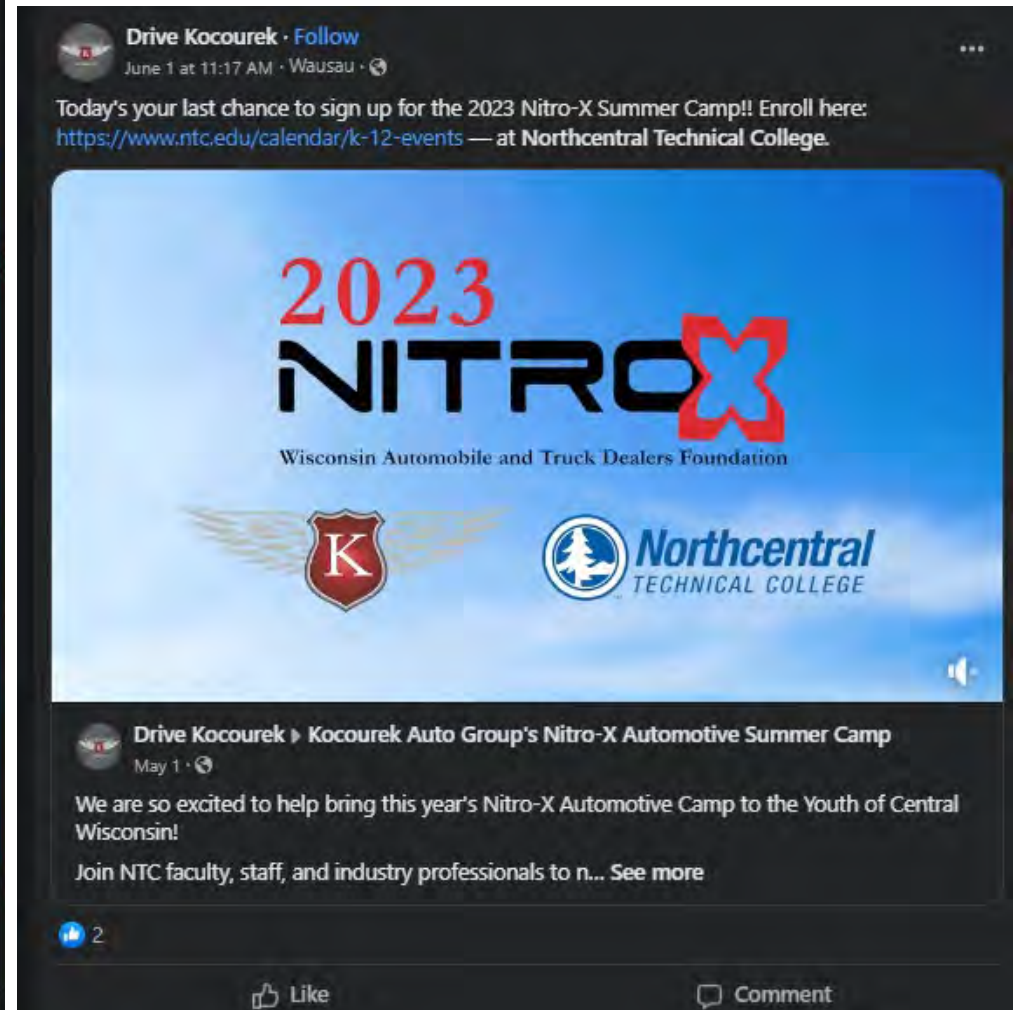 Drive Kocourek · Follow
June 1 at 11:17 AM · Wausau ·
Today's your last chance to sign up for the 2023 Nitro-X Summer Camp!! Enroll here:
https://www.ntc.edu/calendar/k-12-events — at Northcentral Technical College.
2023
NITROX
Wisconsin Automobile and Truck Dealers Foundation
K
Northcentral
TECHNICAL COLLEGE
Drive Kocourek ▸ Kocourek Auto Group's Nitro-X Automotive Summer Camp
May 1 ·
We are so excited to help bring this year's Nitro-X Automotive Camp to the Youth of Central
Wisconsin!
Join NTC faculty, staff, and industry professionals to n... See more
2
Like
Comment